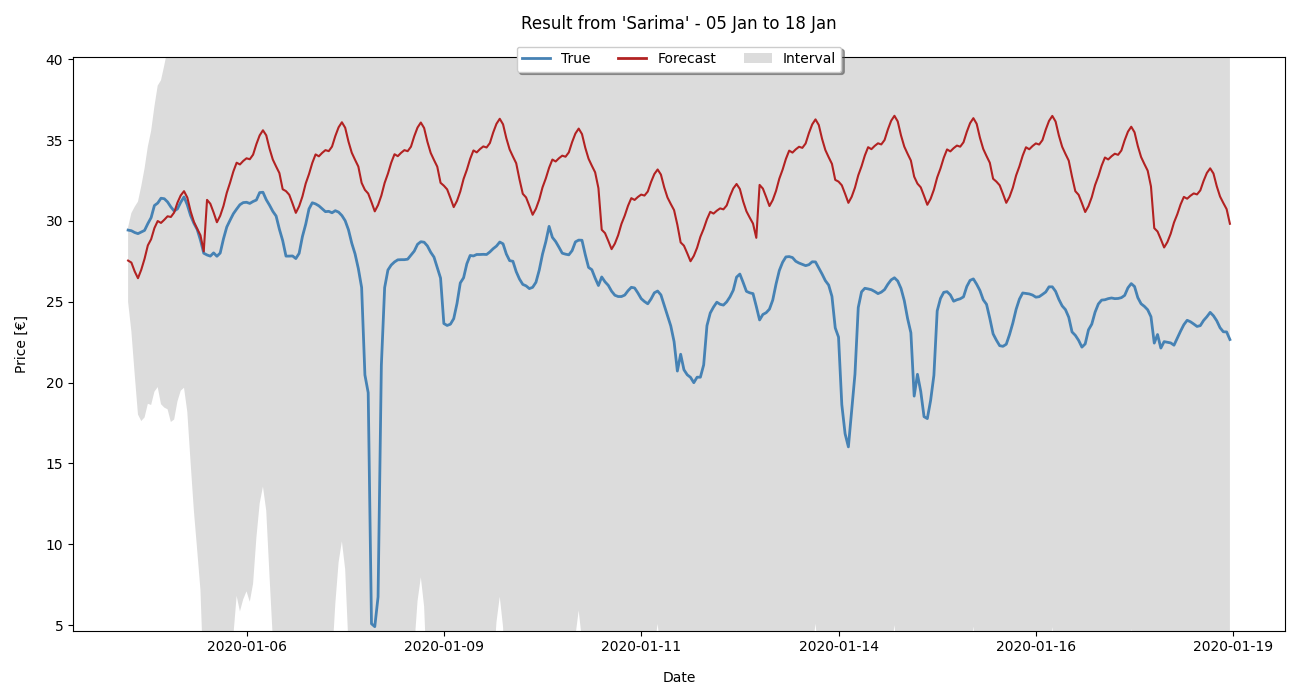 Result from 'Sarima' - 05 Jan to 18 Jan
True Forecast Interval
40
35
30
25
20
15
10
5
Price [€]
2020-01-06 2020-01-09 2020-01-11 2020-01-14 2020-01-16 2020-01-19
Date